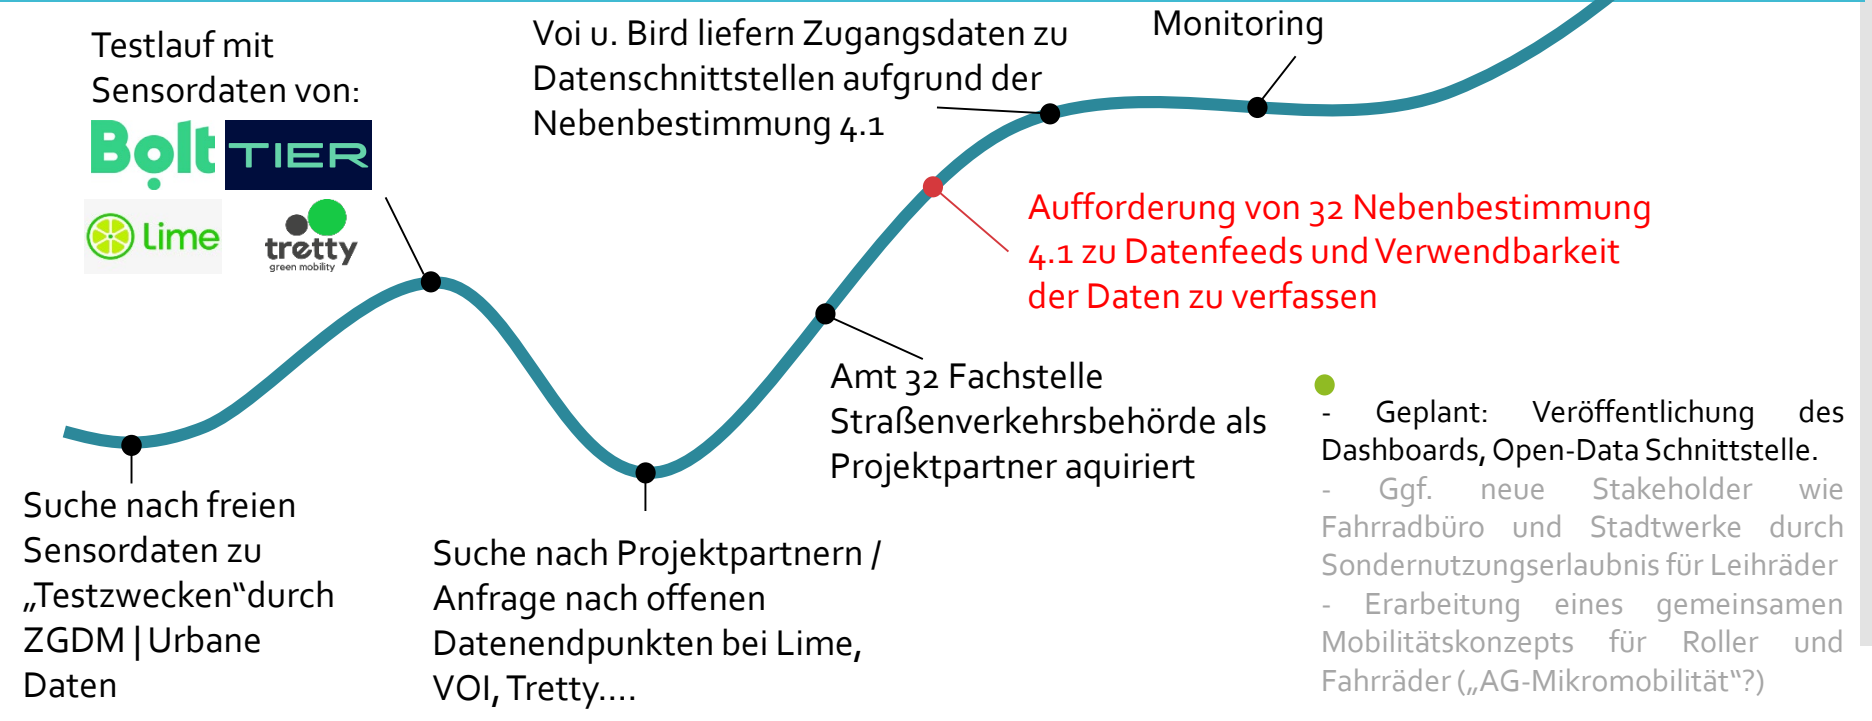 Testlauf mit
Sensordaten von:
Bolt
TIER
Lime
tretty
green mobility
Voi u. Bird liefern Zugangsdaten zu
Datenschnittstellen aufgrund der
Nebenbestimmung 4.1
Monitoring
Aufforderung von 32 Nebenbestimmung
4.1 zu Datenfeeds und Verwendbarkeit
der Daten zu verfassen
Amt 32 Fachstelle
Straßenverkehrsbehörde als
Projektpartner aquiriert
Suche nach freien
Sensordaten zu
„Testzwecken“durch
ZGDM | Urbane
Daten
Suche nach Projektpartnern /
Anfrage nach offenen
Datenendpunkten bei Lime,
VOI, Tretty....
- Geplant: Veröffentlichung des
Dashboards, Open-Data Schnittstelle.
- Ggf. neue Stakeholder wie
Fahrradbüro und Stadtwerke durch
Sondernutzungserlaubnis für Leihräder
- Erarbeitung eines gemeinsamen
Mobilitätskonzepts für Roller und
Fahrräder („AG-Mikromobilität“?)